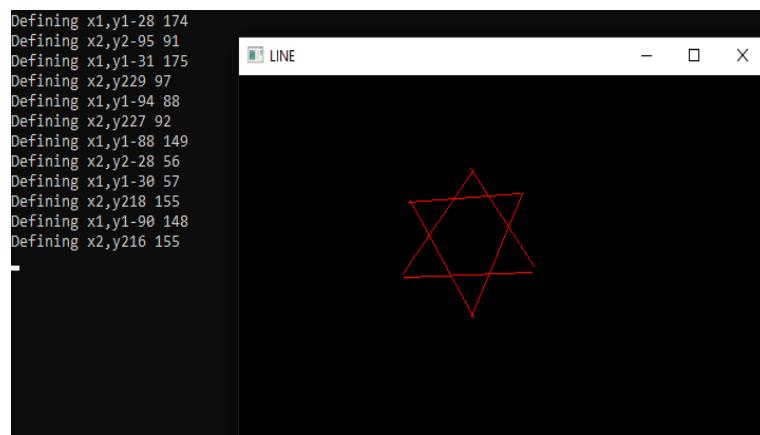 Defining x1,y1-28 174
Defining x2,y2-95 91
Defining x1,y1-31 175
Defining x2,y229 97
Defining x1,y1-94 88
Defining x2,y227 92
Defining x1,y1-88 149
Defining x2,y2-28 56
Defining x1,y1-30 57
Defining x2,y218 155
Defining x1,y1-90 148
Defining x2,y216 155
LINE